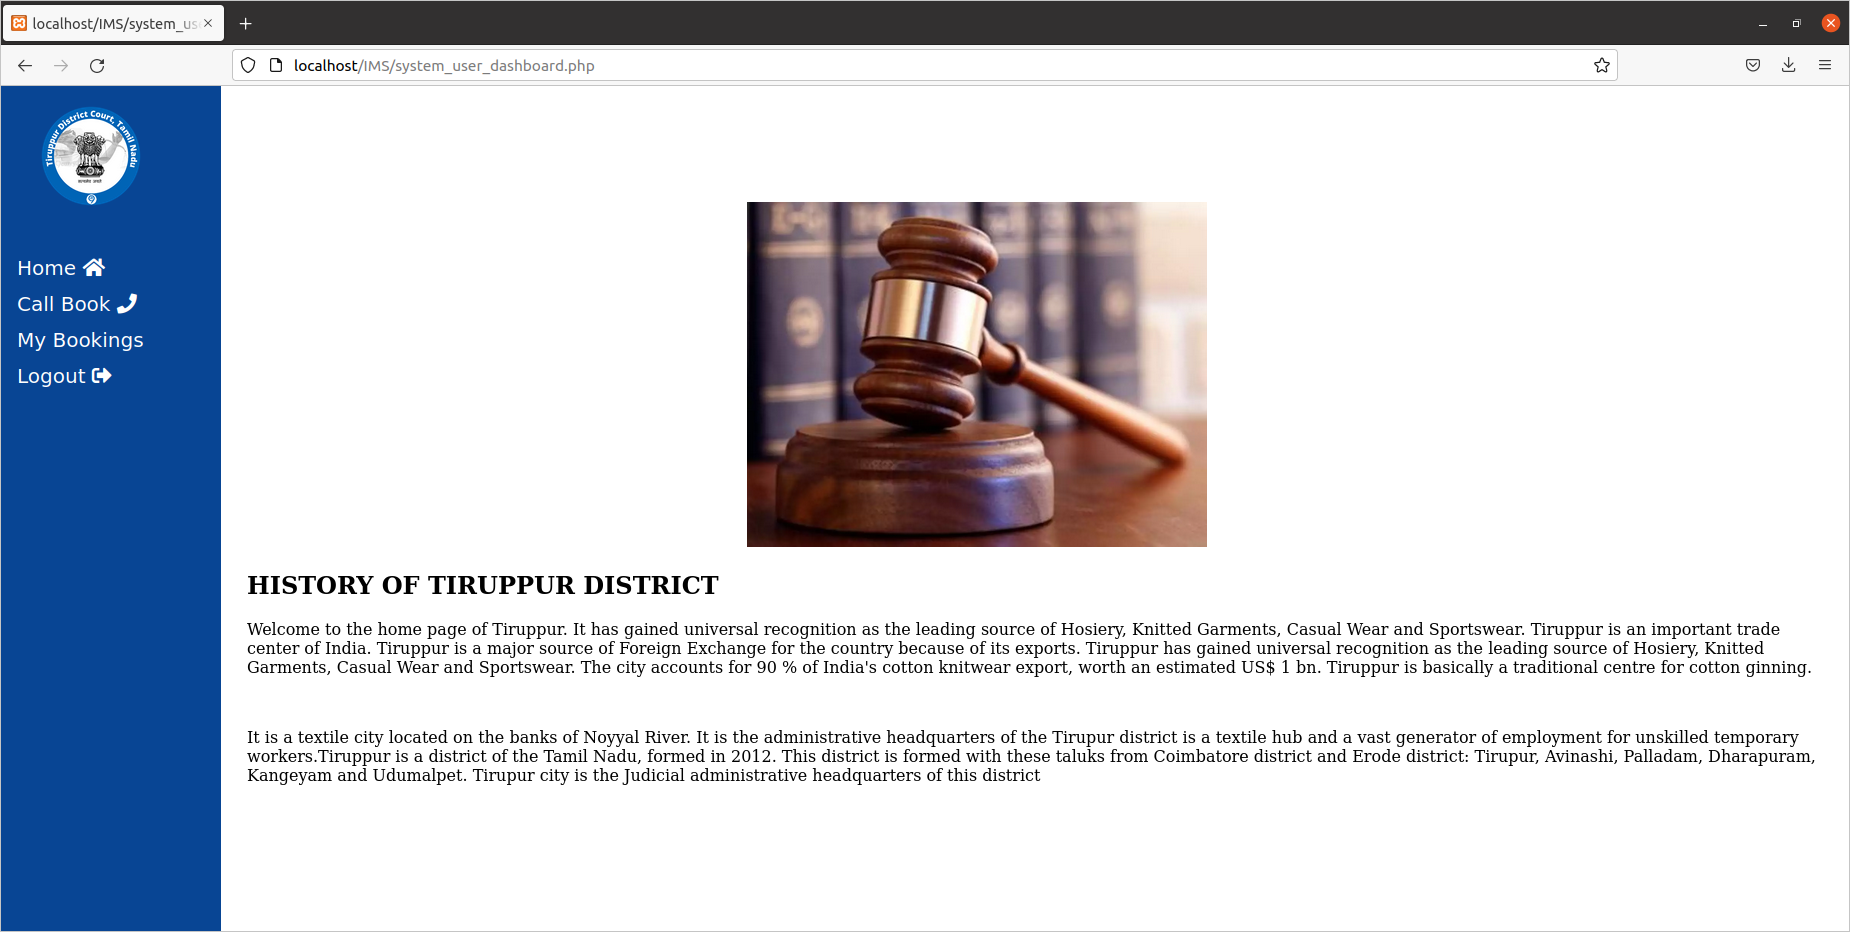 localhost/IMS/system_us
localhost/IMS/system_user_dashboard.php
Tiruppur District Court, Tamil Nadu
Home
Call Book
My Bookings
Logout
HISTORY OF TIRUPPUR DISTRICT
Welcome to the home page of Tiruppur. It has gained universal recognition as the leading source of Hosiery, Knitted Garments, Casual Wear and Sportswear. Tiruppur is an important trade
center of India. Tiruppur is a major source of Foreign Exchange for the country because of its exports. Tiruppur has gained universal recognition as the leading source of Hosiery, Knitted
Garments, Casual Wear and Sportswear. The city accounts for 90 % of India's cotton knitwear export, worth an estimated US$ 1 bn. Tiruppur is basically a traditional centre for cotton ginning.
It is a textile city located on the banks of Noyyal River. It is the administrative headquarters of the Tirupur district is a textile hub and a vast generator of employment for unskilled temporary
workers.Tiruppur is a district of the Tamil Nadu, formed in 2012. This district is formed with these taluks from Coimbatore district and Erode district: Tirupur, Avinashi, Palladam, Dharapuram,
Kangeyam and Udumalpet. Tirupur city is the Judicial administrative headquarters of this district